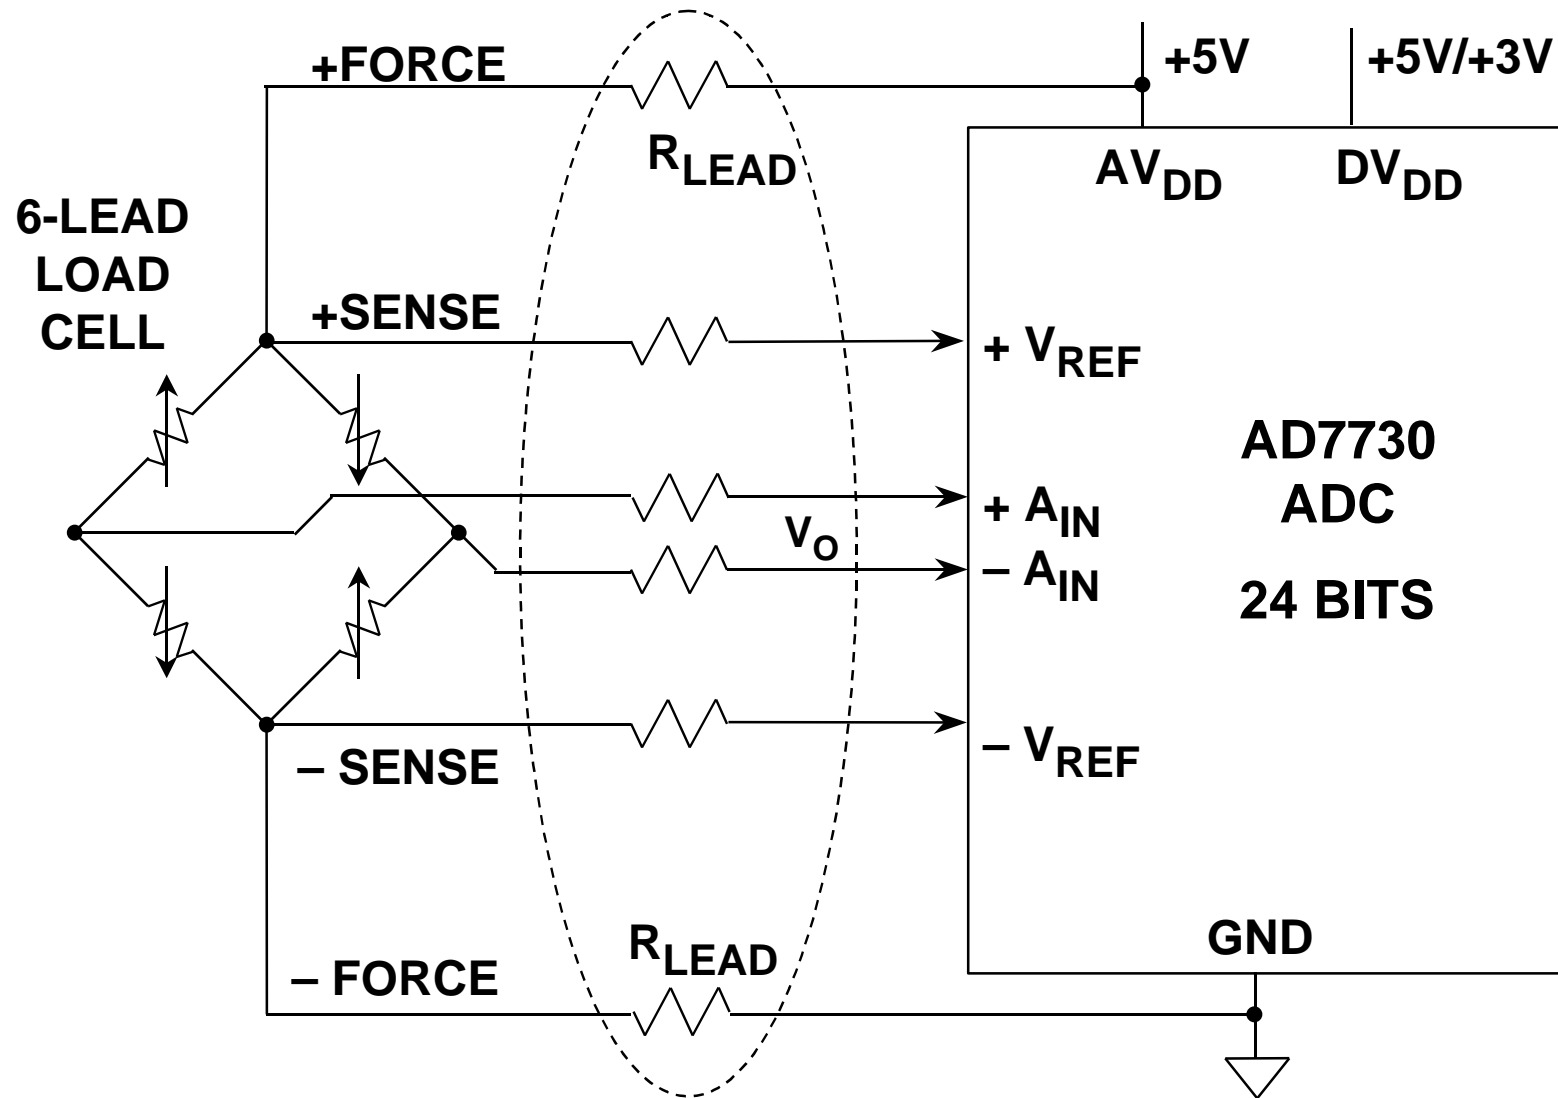 +FORCE
+5V
+5V/+3V
R_LEAD
AV_DD
DV_DD
6-LEAD
LOAD
CELL
+SENSE
+ V_REF
AD7730
ADC
24 BITS
+ A_IN
V_O
– A_IN
– SENSE
– V_REF
GND
R_LEAD
– FORCE